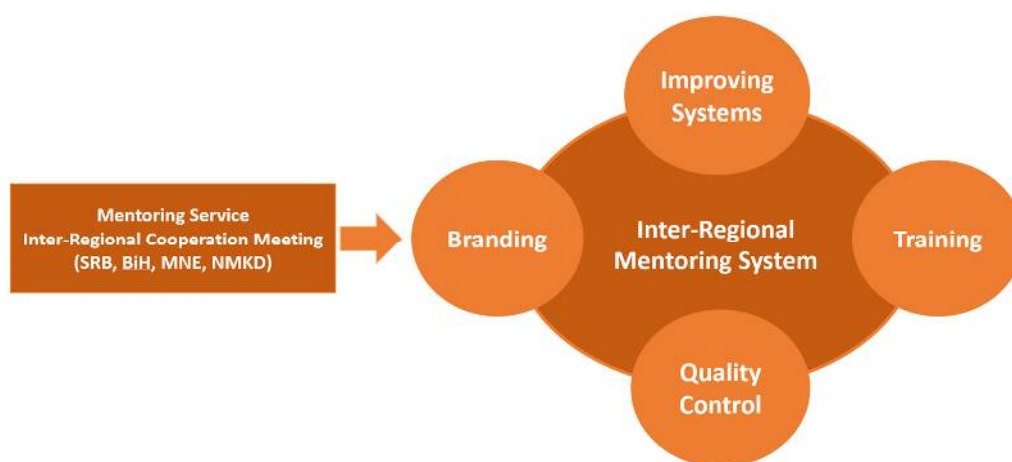 Mentoring Service
Inter-Regional Cooperation Meeting
(SRB, BiH, MNE, NMKD)
Improving
Systems
Branding
Inter-Regional
Mentoring System
Training
Quality
Control